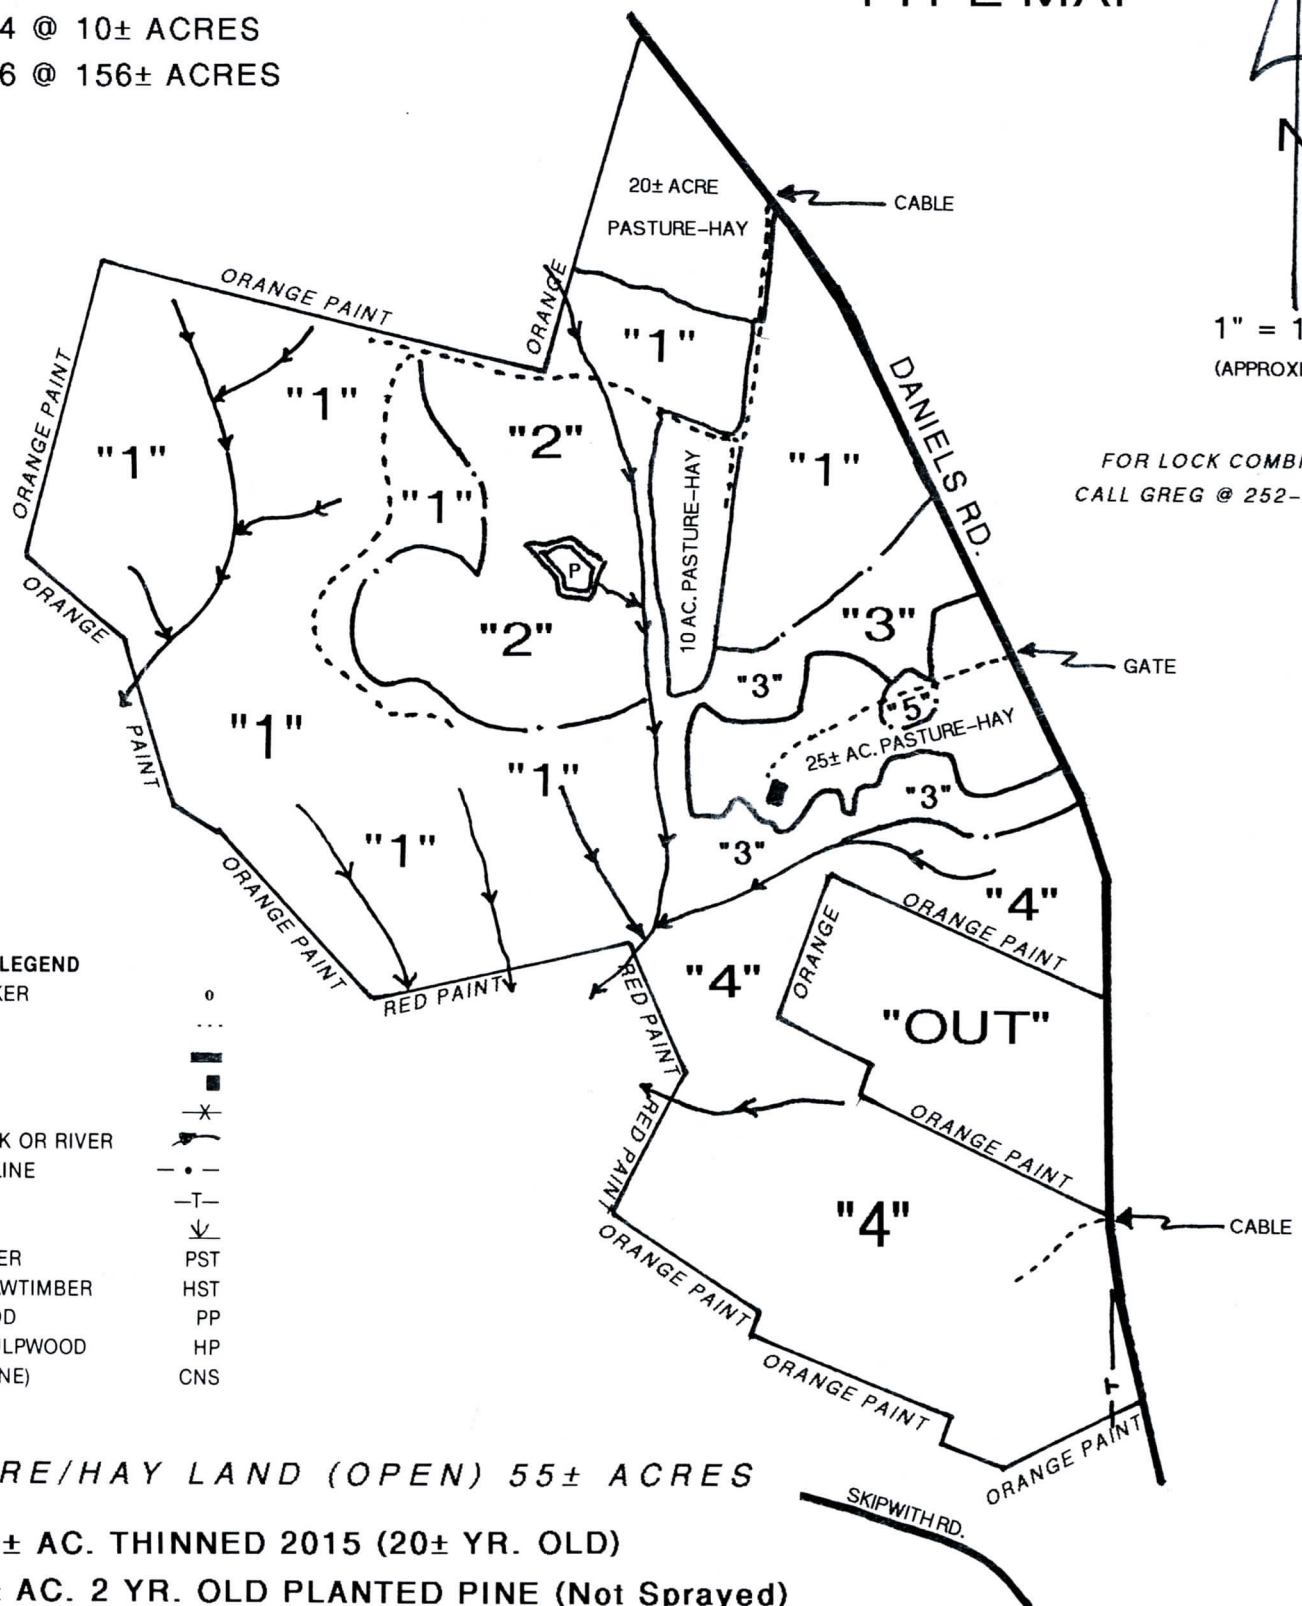 4 @ 10± ACRES
6 @ 156± ACRES
20± ACRE
PASTURE-HAY
CABLE
ORANGE PAINT
ORANGE
"1"
1" = 1
DANIELS RD.
ORANGE PAINT
"1"
"1"
"2"
"1"
"1"
10 AC. PASTURE-HAY
FOR LOCK COMBI
CALL GREG @ 252-
P
ORANGE
"2"
"3"
"3"
GATE
"5"
25± AC. PASTURE-HAY
PAINT
"1"
"1"
"3"
"1"
"3"
ORANGE PAINT
"4"
ORANGE
ORANGE PAINT
LEGEND
KER
RED PAINT
RED PAINT
"4"
"OUT"
K OR RIVER
LINE
-T-
RED PAINT
ORANGE PAINT
"4"
CABLE
ER PST
WTIMBER HST
D PP
LPWOOD HP
NE) CNS
ORANGE PAINT
ORANGE PAINT
T
ORANGE PAINT
RE/HAY LAND (OPEN) 55± ACRES
SKIPWITH RD.
± AC. THINNED 2015 (20± YR. OLD)
AC. 2 YR. OLD PLANTED PINE (Not Sprayed)